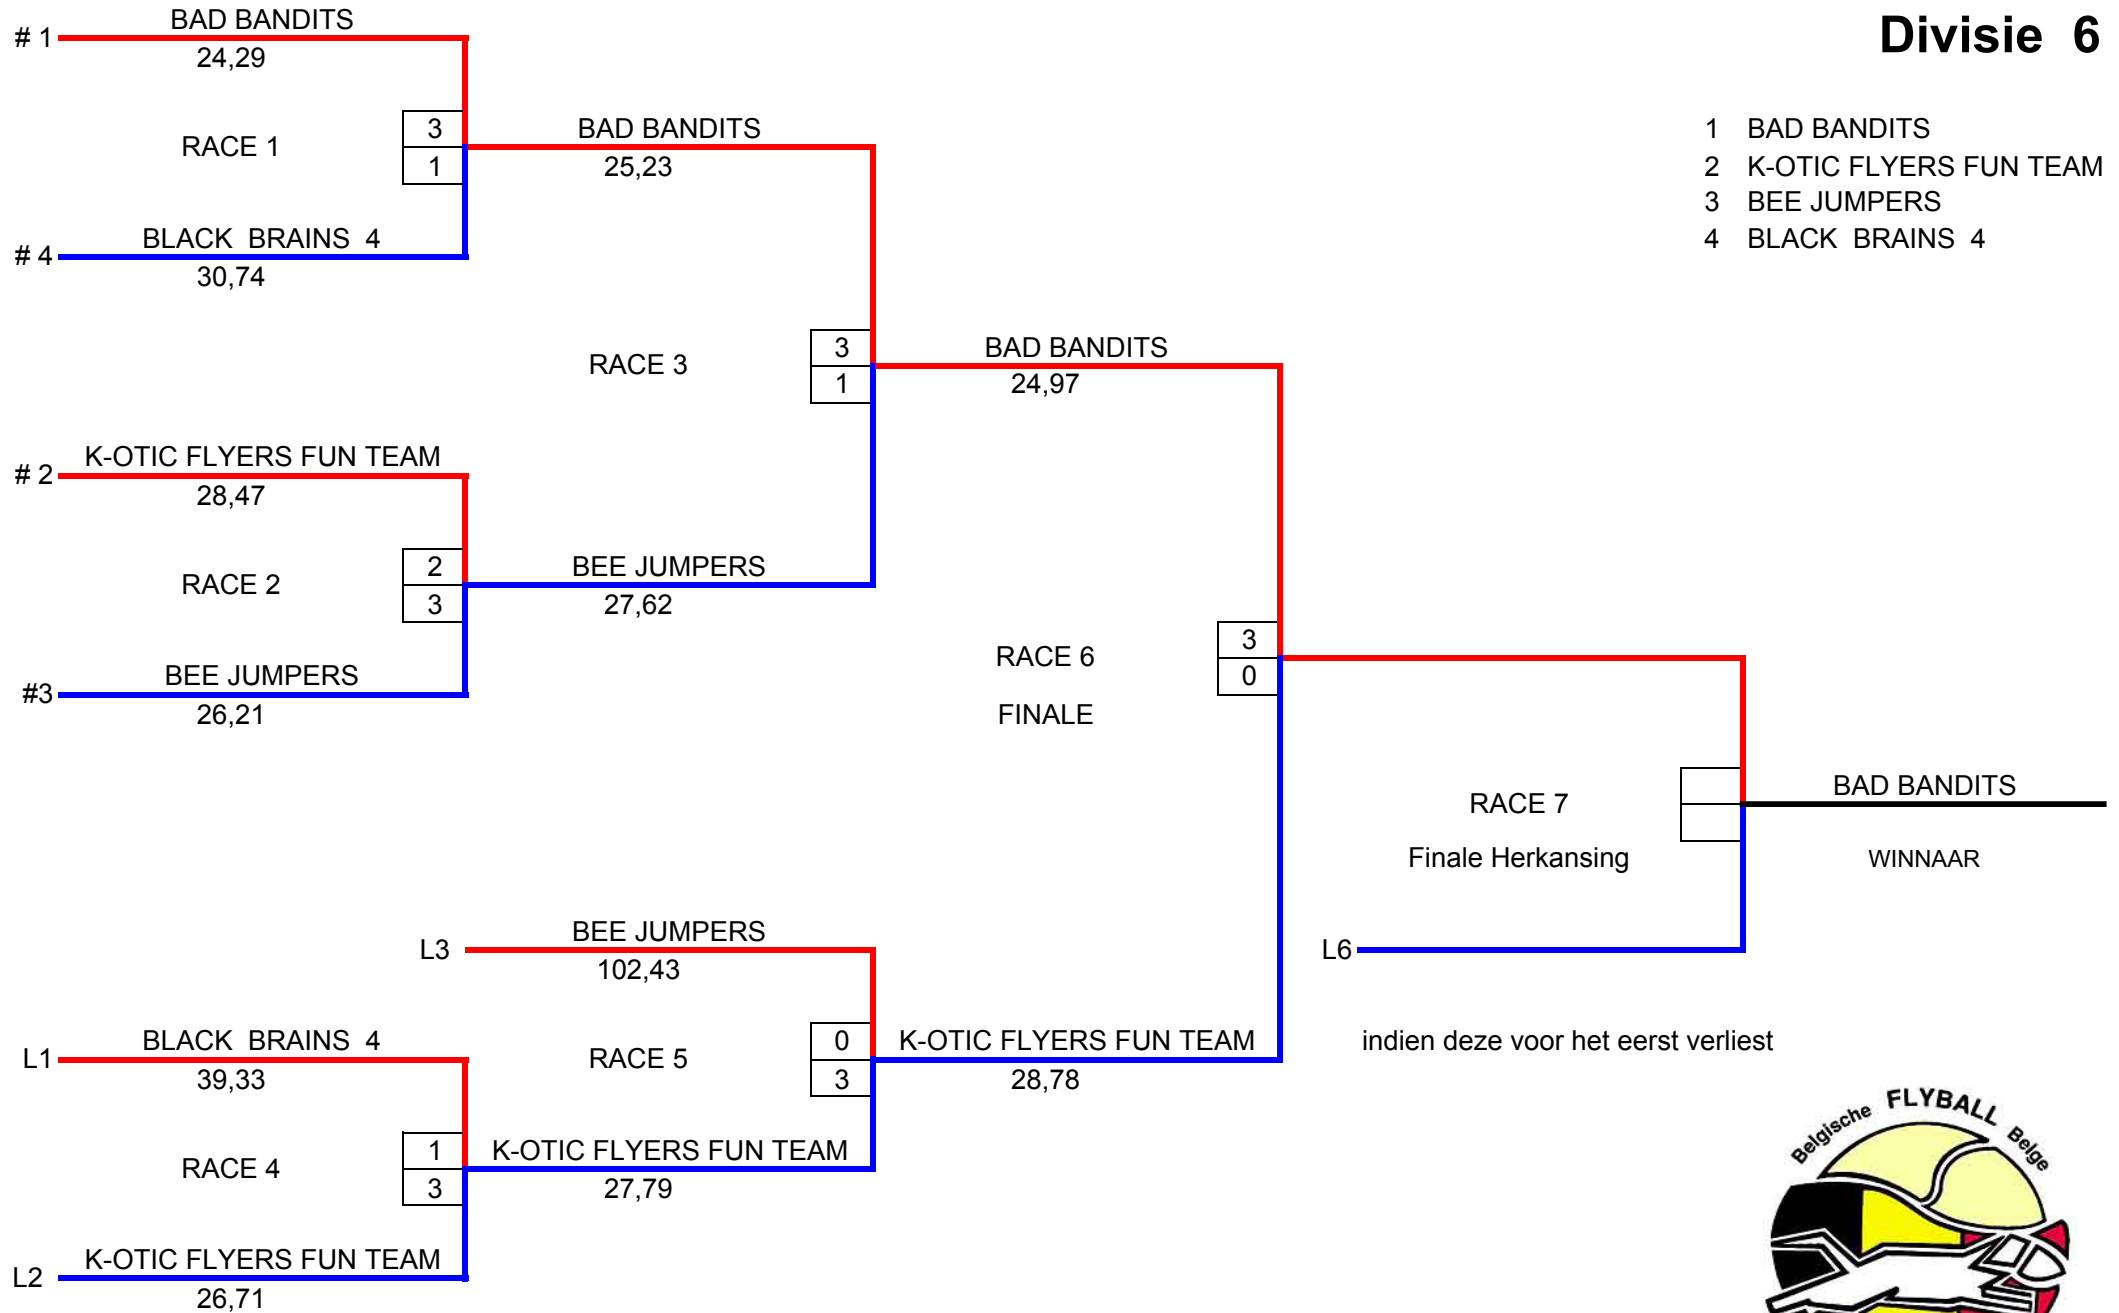 Divisie 6
1 BAD BANDITS
2 K-OTIC FLYERS FUN TEAM
3 BEE JUMPERS
4 BLACK BRAINS 4
# 1
BAD BANDITS
24,29
RACE 1
3
1
# 4
BLACK BRAINS 4
30,74
BAD BANDITS
25,23
RACE 3
3
1
BAD BANDITS
24,97
# 2
K-OTIC FLYERS FUN TEAM
28,47
RACE 2
2
3
BEE JUMPERS
27,62
#3
BEE JUMPERS
26,21
RACE 6
FINALE
3
0
RACE 7
Finale Herkansing
BAD BANDITS
WINNAAR
L3
BEE JUMPERS
102,43
L6
indien deze voor het eerst verliest
L1
BLACK BRAINS 4
39,33
RACE 5
0
3
K-OTIC FLYERS FUN TEAM
28,78
RACE 4
1
3
K-OTIC FLYERS FUN TEAM
27,79
L2
K-OTIC FLYERS FUN TEAM
26,71
Belgische FLYBALL Belge